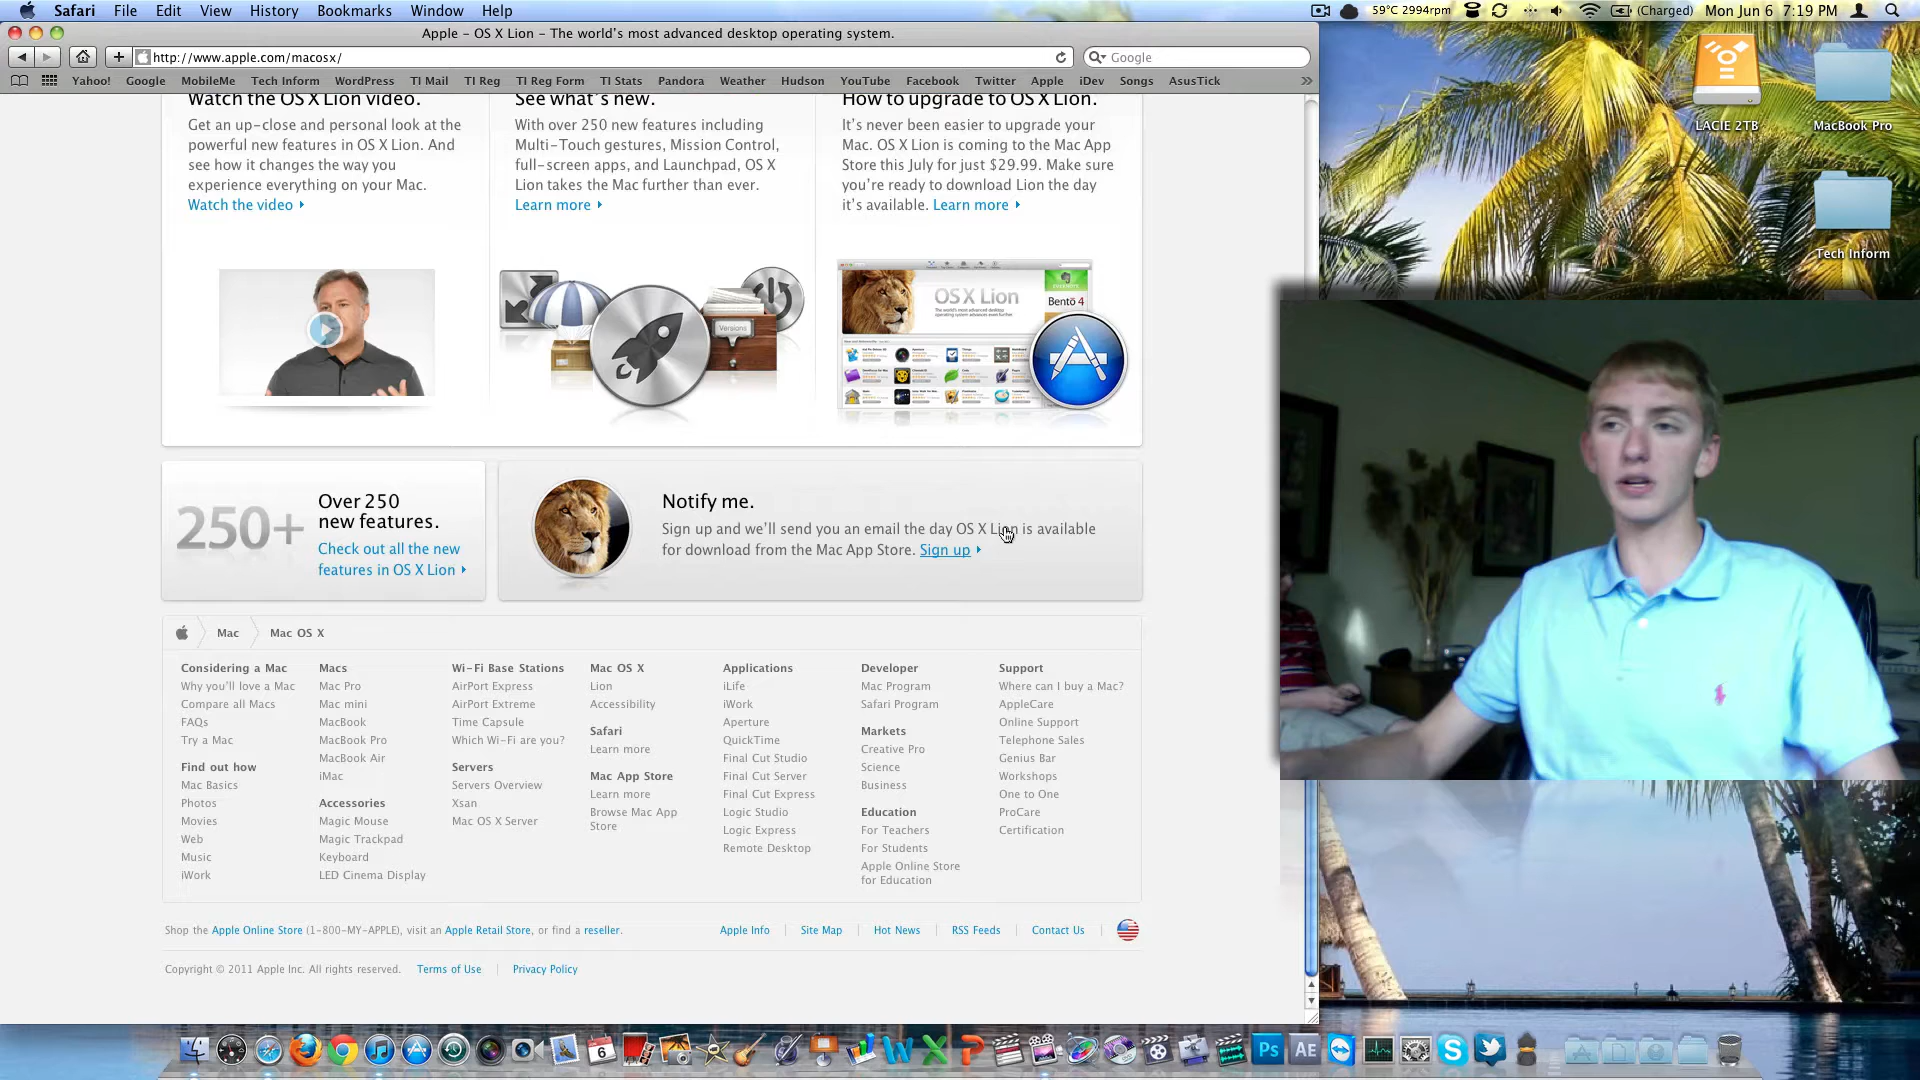 Safari File Edit View History Bookmarks Window Help
59°C 2994rpm (Charged) Mon Jun 6 7:19 PM
Apple – OS X Lion – The world's most advanced desktop operating system.
http://www.apple.com/macosx/
Google
Yahoo! Google MobileMe Tech Inform WordPress TI Mail TI Reg TI Reg Form TI Stats Pandora Weather Hudson YouTube Facebook Twitter Apple iDev Songs AsusTick
Watch the OS X Lion video.
Get an up-close and personal look at the
powerful new features in OS X Lion. And
see how it changes the way you
experience everything on your Mac.
Watch the video
See what's new.
With over 250 new features including
Multi-Touch gestures, Mission Control,
full-screen apps, and Launchpad, OS X
Lion takes the Mac further than ever.
Learn more
How to upgrade to OS X Lion.
It's never been easier to upgrade your
Mac. OS X Lion is coming to the Mac App
Store this July for just $29.99. Make sure
you're ready to download Lion the day
it's available. Learn more
Versions
OS X Lion
Bento 4
250+
Over 250
new features.
Check out all the new
features in OS X Lion
Notify me.
Sign up and we'll send you an email the day OS X Lion is available
for download from the Mac App Store. Sign up
Mac Mac OS X
Considering a Mac
Why you'll love a Mac
Compare all Macs
FAQs
Try a Mac
Find out how
Mac Basics
Photos
Movies
Web
Music
iWork
Macs
Mac Pro
Mac mini
MacBook
MacBook Pro
MacBook Air
iMac
Accessories
Magic Mouse
Magic Trackpad
Keyboard
LED Cinema Display
Wi-Fi Base Stations
AirPort Express
AirPort Extreme
Time Capsule
Which Wi-Fi are you?
Servers
Servers Overview
Xsan
Mac OS X Server
Mac OS X
Lion
Accessibility
Safari
Learn more
Mac App Store
Learn more
Browse Mac App
Store
Applications
iLife
iWork
Aperture
QuickTime
Final Cut Studio
Final Cut Server
Final Cut Express
Logic Studio
Logic Express
Remote Desktop
Developer
Mac Program
Safari Program
Markets
Creative Pro
Science
Business
Education
For Teachers
For Students
Apple Online Store
for Education
Support
Where can I buy a Mac?
AppleCare
Online Support
Telephone Sales
Genius Bar
Workshops
One to One
ProCare
Certification
Shop the Apple Online Store (1-800-MY-APPLE), visit an Apple Retail Store, or find a reseller.
Apple Info Site Map Hot News RSS Feeds Contact Us
Copyright © 2011 Apple Inc. All rights reserved. Terms of Use Privacy Policy
LACIE 2TB
MacBook Pro
Tech Inform
6
Ps
AE